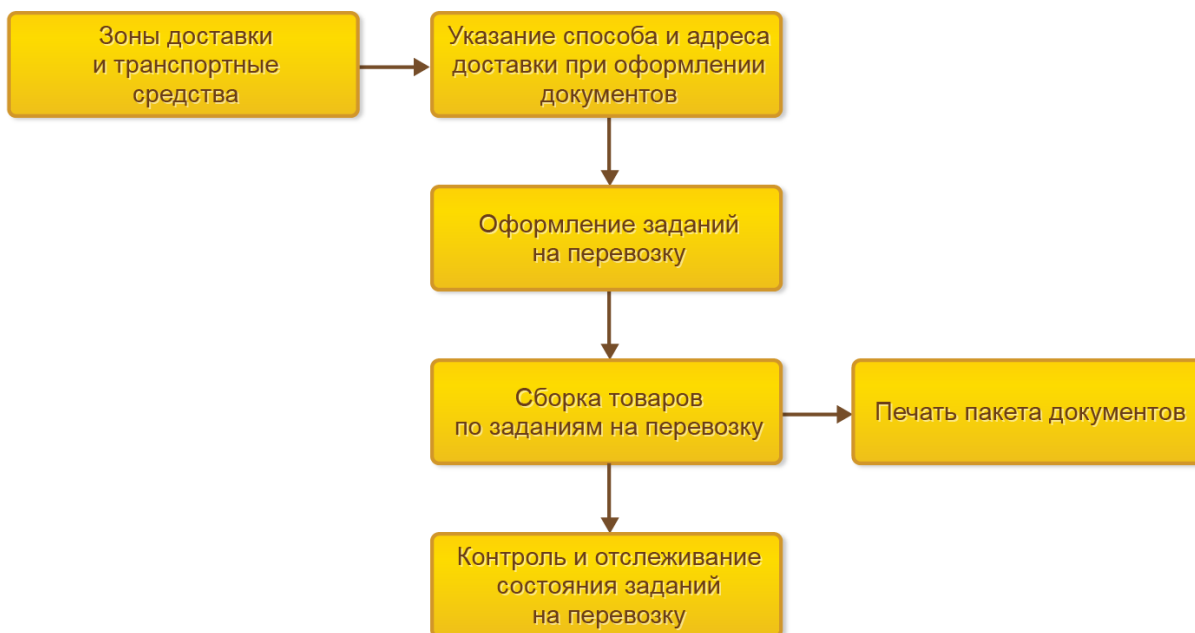 Зоны доставки
и транспортные
средства
Указание способа и адреса
доставки при оформлении
документов
Оформление заданий
на перевозку
Сборка товаров
по заданиям на перевозку
Печать пакета документов
Контроль и отслеживание
состояния заданий
на перевозку